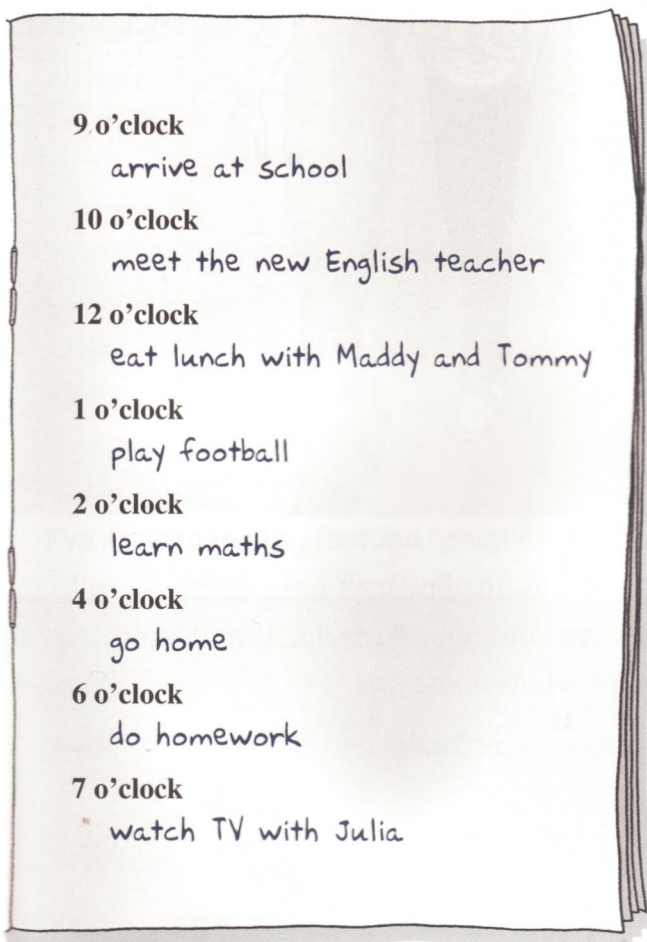 9 o'clock
arrive at school
10 o'clock
meet the new English teacher
12 o'clock
eat lunch with Maddy and Tommy
1 o'clock
play football
2 o'clock
learn maths
4 o'clock
go home
6 o'clock
do homework
7 o'clock
watch TV with Julia